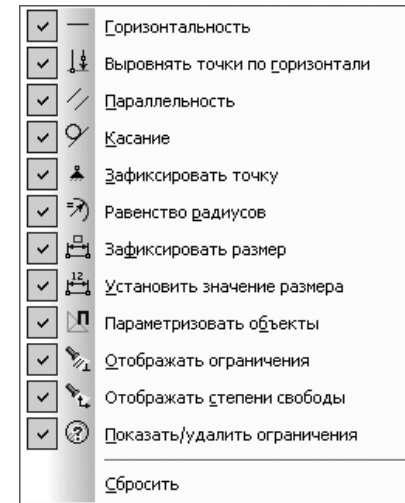 Горизонтальность
Выровнять точки по горизонтали
Параллельность
Касание
Зафиксировать точку
Равенство радиусов
Зафиксировать размер
12
Установить значение размера
Параметризовать объекты
Отображать ограничения
Отображать степени свободы
Показать/удалить ограничения
Сбросить